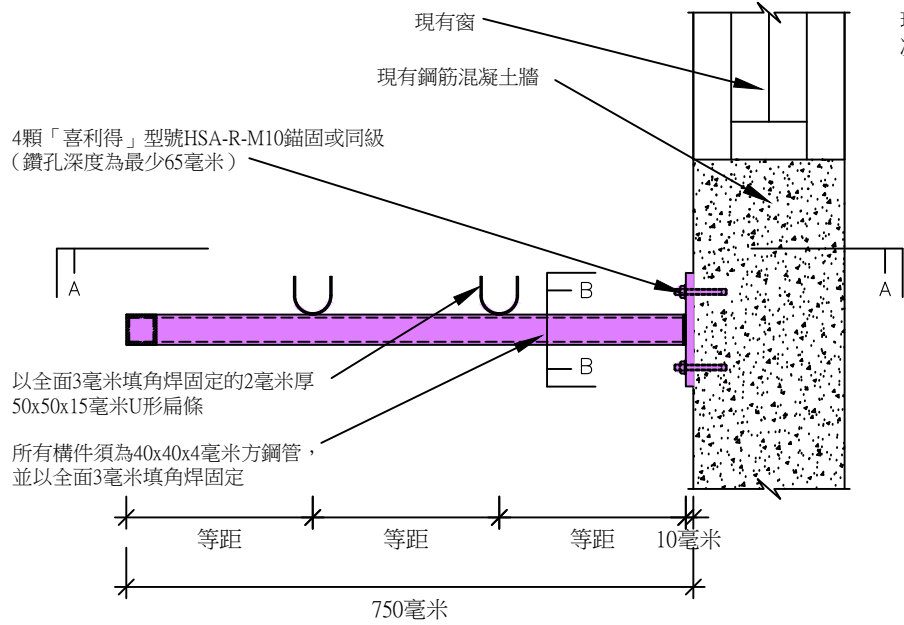 現有窗
現有鋼筋混凝土牆
4顆「喜利得」型號HSA-R-M10錨固或同級
（鑽孔深度為最少65毫米）
A
A
B
B
以全面3毫米填角焊固定的2毫米厚
50x50x15毫米U形扁條
所有構件須為40x40x4毫米方鋼管，
並以全面3毫米填角焊固定
等距
等距
等距
10毫米
750毫米